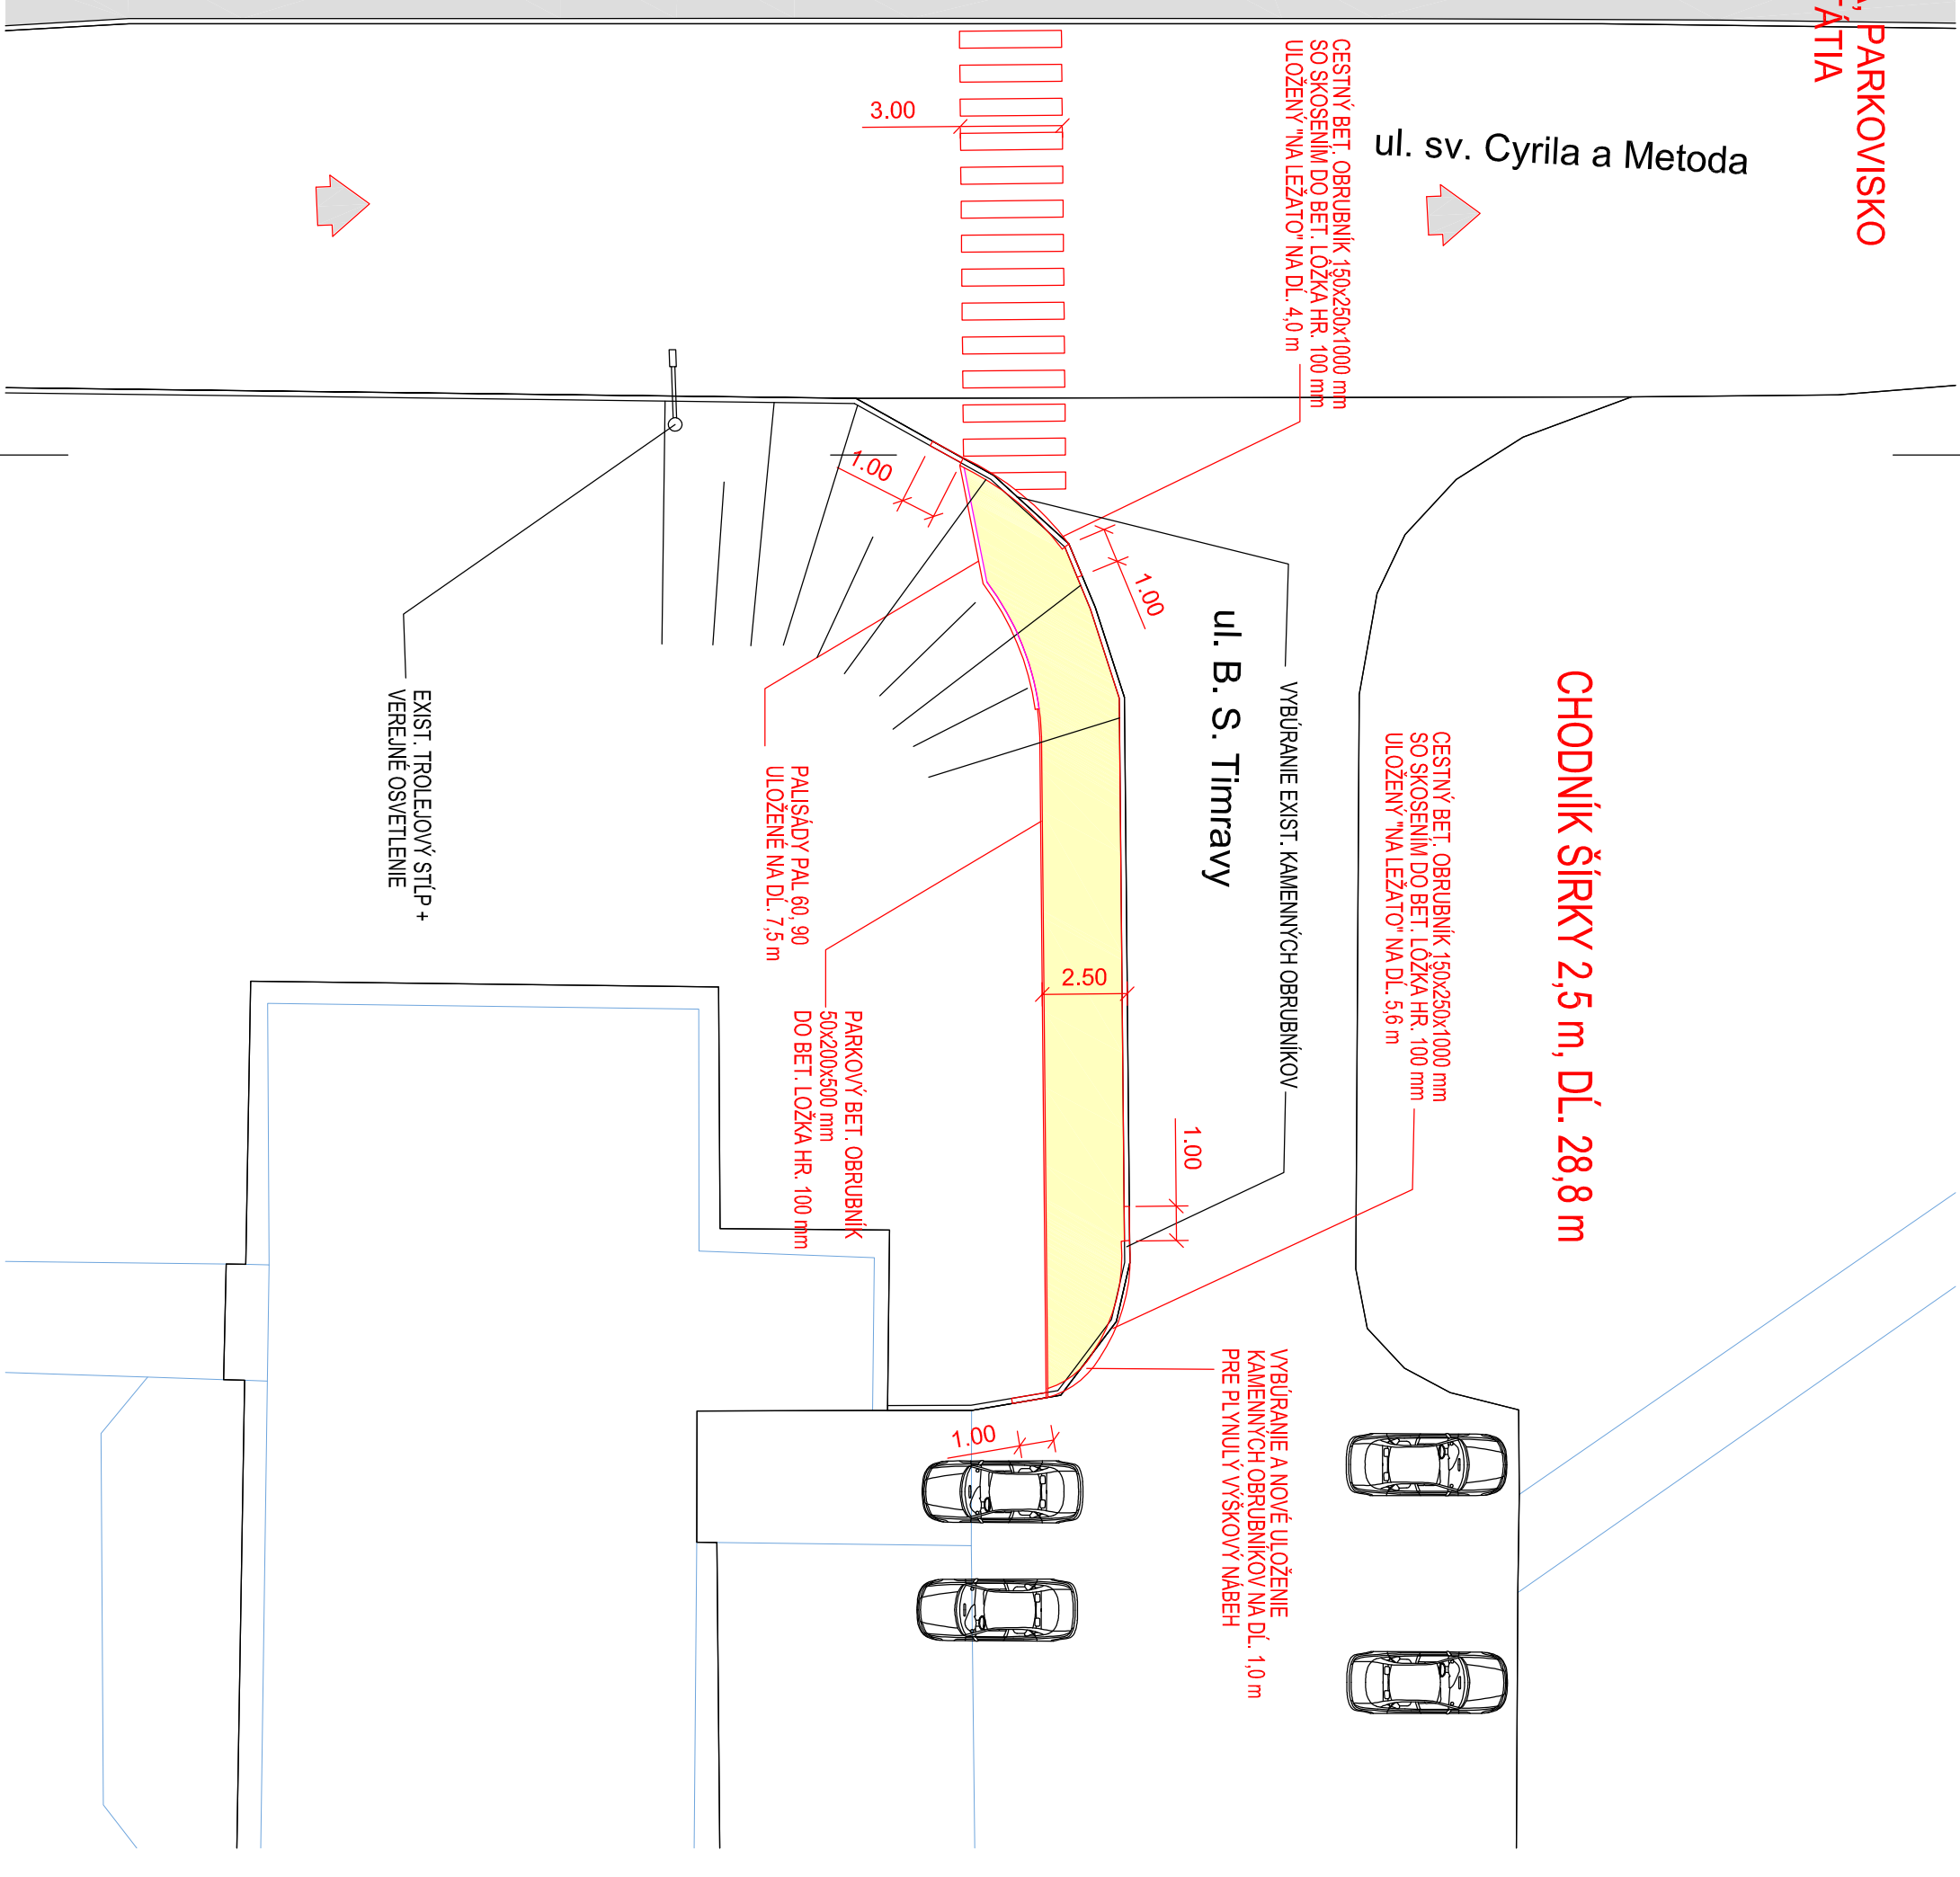 , PARKOVISKO
ÁTIA
ul. sv. Cyrila a Metoda
3.00
CESTNÝ BET. OBRUBNÍK 150x250x1000 mm
SO SKOSENÍM DO BET. LÔŽKA HR. 100 mm
ULOŽENÝ "NA LEŽATO" NA DĹ. 4,0 m
1.00
1.00
ul. B. S. Timravy
VYBÚRANIE EXIST. KAMENNÝCH OBRUBNÍKOV
CHODNÍK ŠÍRKY 2,5 m, DĹ. 28,8 m
CESTNÝ BET. OBRUBNÍK 150x250x1000 mm
SO SKOSENÍM DO BET. LÔŽKA HR. 100 mm
ULOŽENÝ "NA LEŽATO" NA DĹ. 5,6 m
EXIST. TROLEJOVÝ STĹP +
VEREJNÉ OSVETLENIE
PALISÁDY PAL 60, 90
ULOŽENÉ NA DĹ. 7,5 m
2.50
PARKOVÝ BET. OBRUBNÍK
50x200x500 mm
DO BET. LOŽKA HR. 100 mm
1.00
VYBÚRANIE A NOVÉ ULOŽENIE
KAMENNÝCH OBRUBNÍKOV NA DĹ. 1,0 m
PRE PLYNULÝ VÝŠKOVÝ NÁBEH
1.00